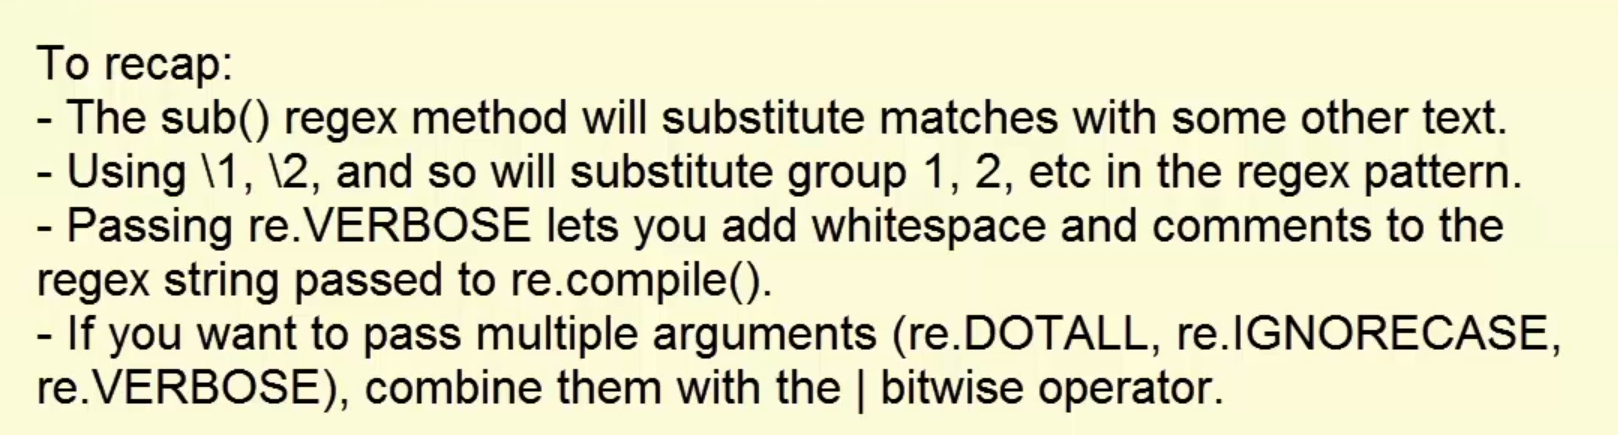 To recap:
- The sub() regex method will substitute matches with some other text.
- Using \1, \2, and so will substitute group 1, 2, etc in the regex pattern.
- Passing re.VERBOSE lets you add whitespace and comments to the
regex string passed to re.compile().
- If you want to pass multiple arguments (re.DOTALL, re.IGNORECASE,
re.VERBOSE), combine them with the | bitwise operator.